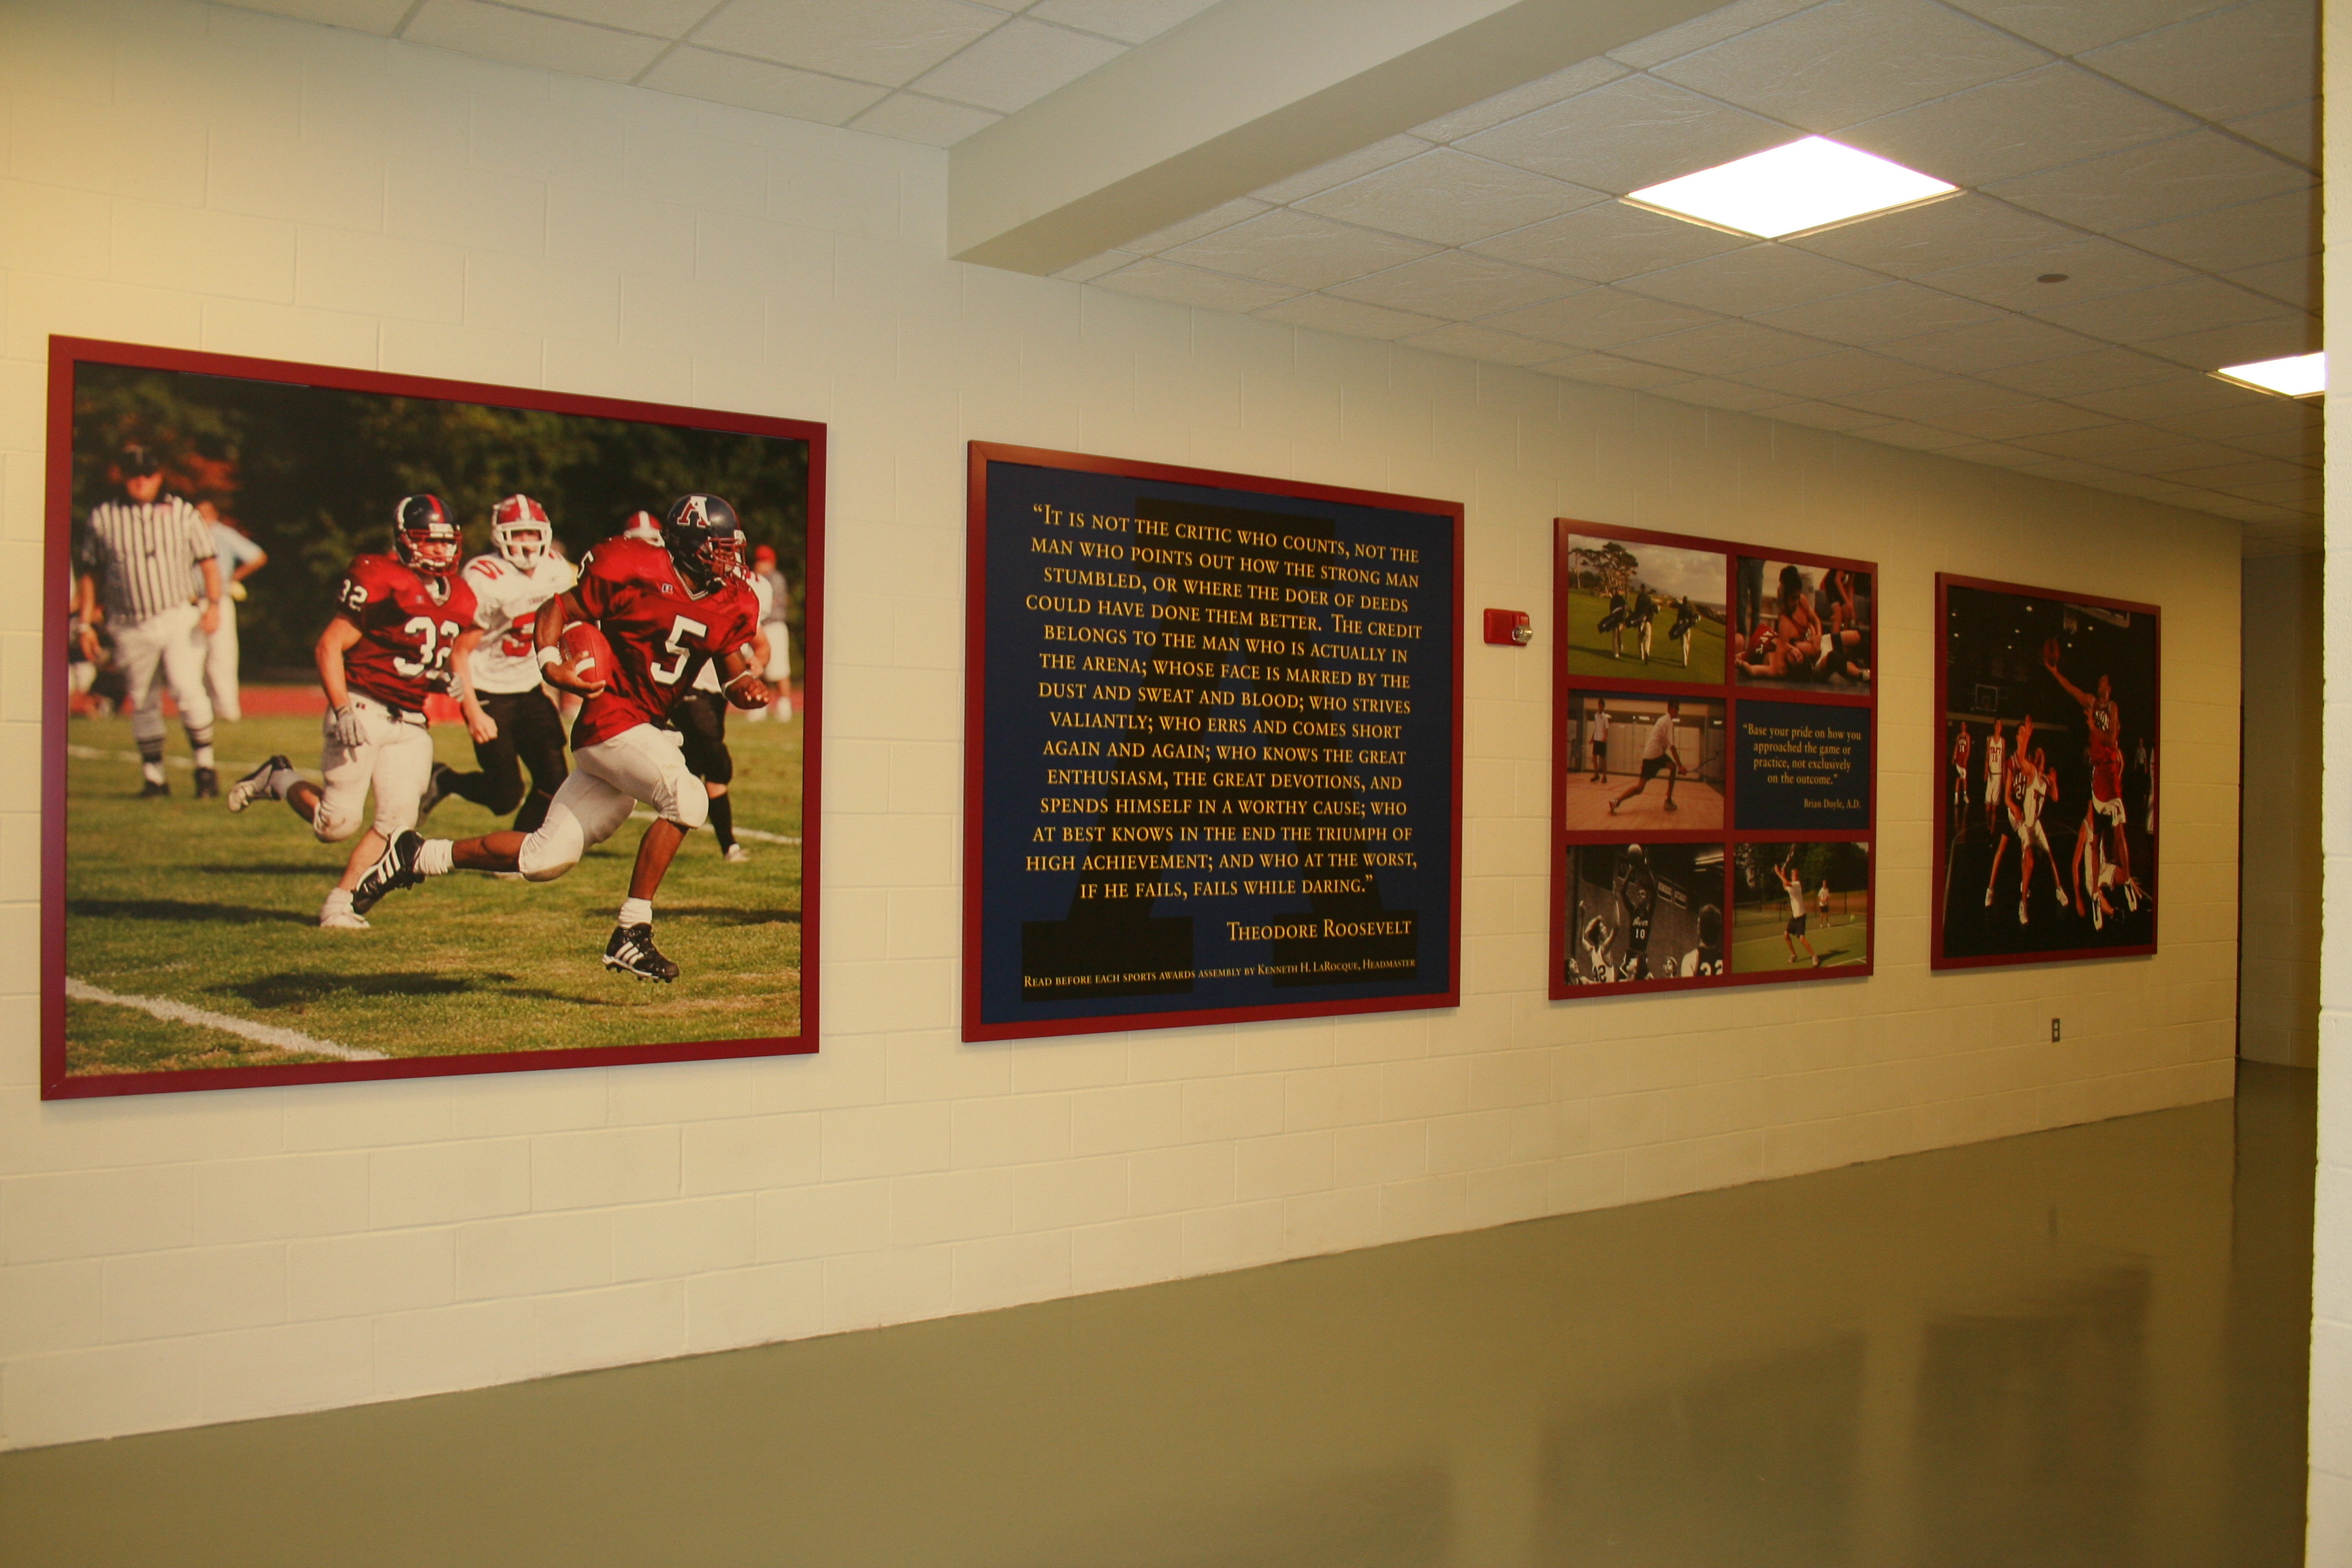 A
32
32
S
5
5
"IT IS NOT THE CRITIC WHO COUNTS, NOT THE
MAN WHO POINTS OUT HOW THE STRONG MAN
STUMBLED, OR WHERE THE DOER OF DEEDS
COULD HAVE DONE THEM BETTER. THE CREDIT
BELONGS TO THE MAN WHO IS ACTUALLY IN
THE ARENA; WHOSE FACE IS MARRED BY THE
DUST AND SWEAT AND BLOOD; WHO STRIVES
VALIANTLY; WHO ERRS AND COMES SHORT
AGAIN AND AGAIN; WHO KNOWS THE GREAT
ENTHUSIASM, THE GREAT DEVOTIONS, AND
SPENDS HIMSELF IN A WORTHY CAUSE; WHO
AT BEST KNOWS IN THE END THE TRIUMPH OF
HIGH ACHIEVEMENT; AND WHO AT THE WORST,
IF HE FAILS, FAILS WHILE DARING."
THEODORE ROOSEVELT
READ BEFORE EACH SPORTS AWARDS ASSEMBLY BY KENNETH H. LAROCQUE, HEADMASTER
"Base your pride on how you
approached the game or
practice, not exclusively
on the outcome."
Brian Doyle, A.D.
10